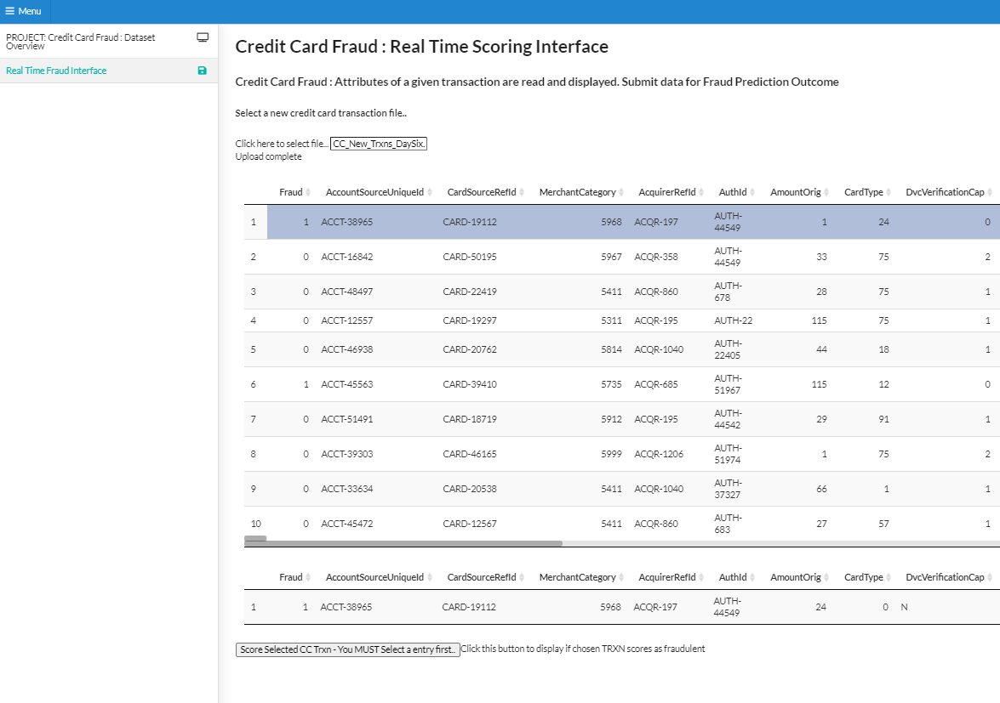 Menu
PROJECT: Credit Card Fraud : Dataset
Overview
Real Time Fraud Interface
Credit Card Fraud : Real Time Scoring Interface
Credit Card Fraud : Attributes of a given transaction are read and displayed. Submit data for Fraud Prediction Outcome
Select a new credit card transaction file..
Click here to select file... CC_New_Trxns_DaySix.
Upload complete
Fraud AccountSourceUniqueId CardSourceRefId MerchantCategory AcquirerRefId AuthId AmountOrig CardType DvcVerificationCap
1 1 ACCT-38965 CARD-19112 5968 ACQR-197 AUTH-44549 1 24 0
2 0 ACCT-16842 CARD-50195 5967 ACQR-358 AUTH-44549 33 75 2
3 0 ACCT-48497 CARD-22419 5411 ACQR-860 AUTH-678 28 75 1
4 0 ACCT-12557 CARD-19297 5311 ACQR-195 AUTH-22 115 75 1
5 0 ACCT-46938 CARD-20762 5814 ACQR-1040 AUTH-22405 44 18 1
6 1 ACCT-45563 CARD-39410 5735 ACQR-685 AUTH-51967 115 12 0
7 0 ACCT-51491 CARD-18719 5912 ACQR-195 AUTH-44542 29 91 1
8 0 ACCT-39303 CARD-46165 5999 ACQR-1206 AUTH-51974 1 75 2
9 0 ACCT-33634 CARD-20538 5411 ACQR-1040 AUTH-37327 66 1 1
10 0 ACCT-45472 CARD-12567 5411 ACQR-860 AUTH-683 27 57 1
Fraud AccountSourceUniqueId CardSourceRefId MerchantCategory AcquirerRefId AuthId AmountOrig CardType DvcVerificationCap
1 1 ACCT-38965 CARD-19112 5968 ACQR-197 AUTH-44549 24 0 N
Score Selected CC Trxn - You MUST Select a entry first.. Click this button to display if chosen TRXN scores as fraudulent